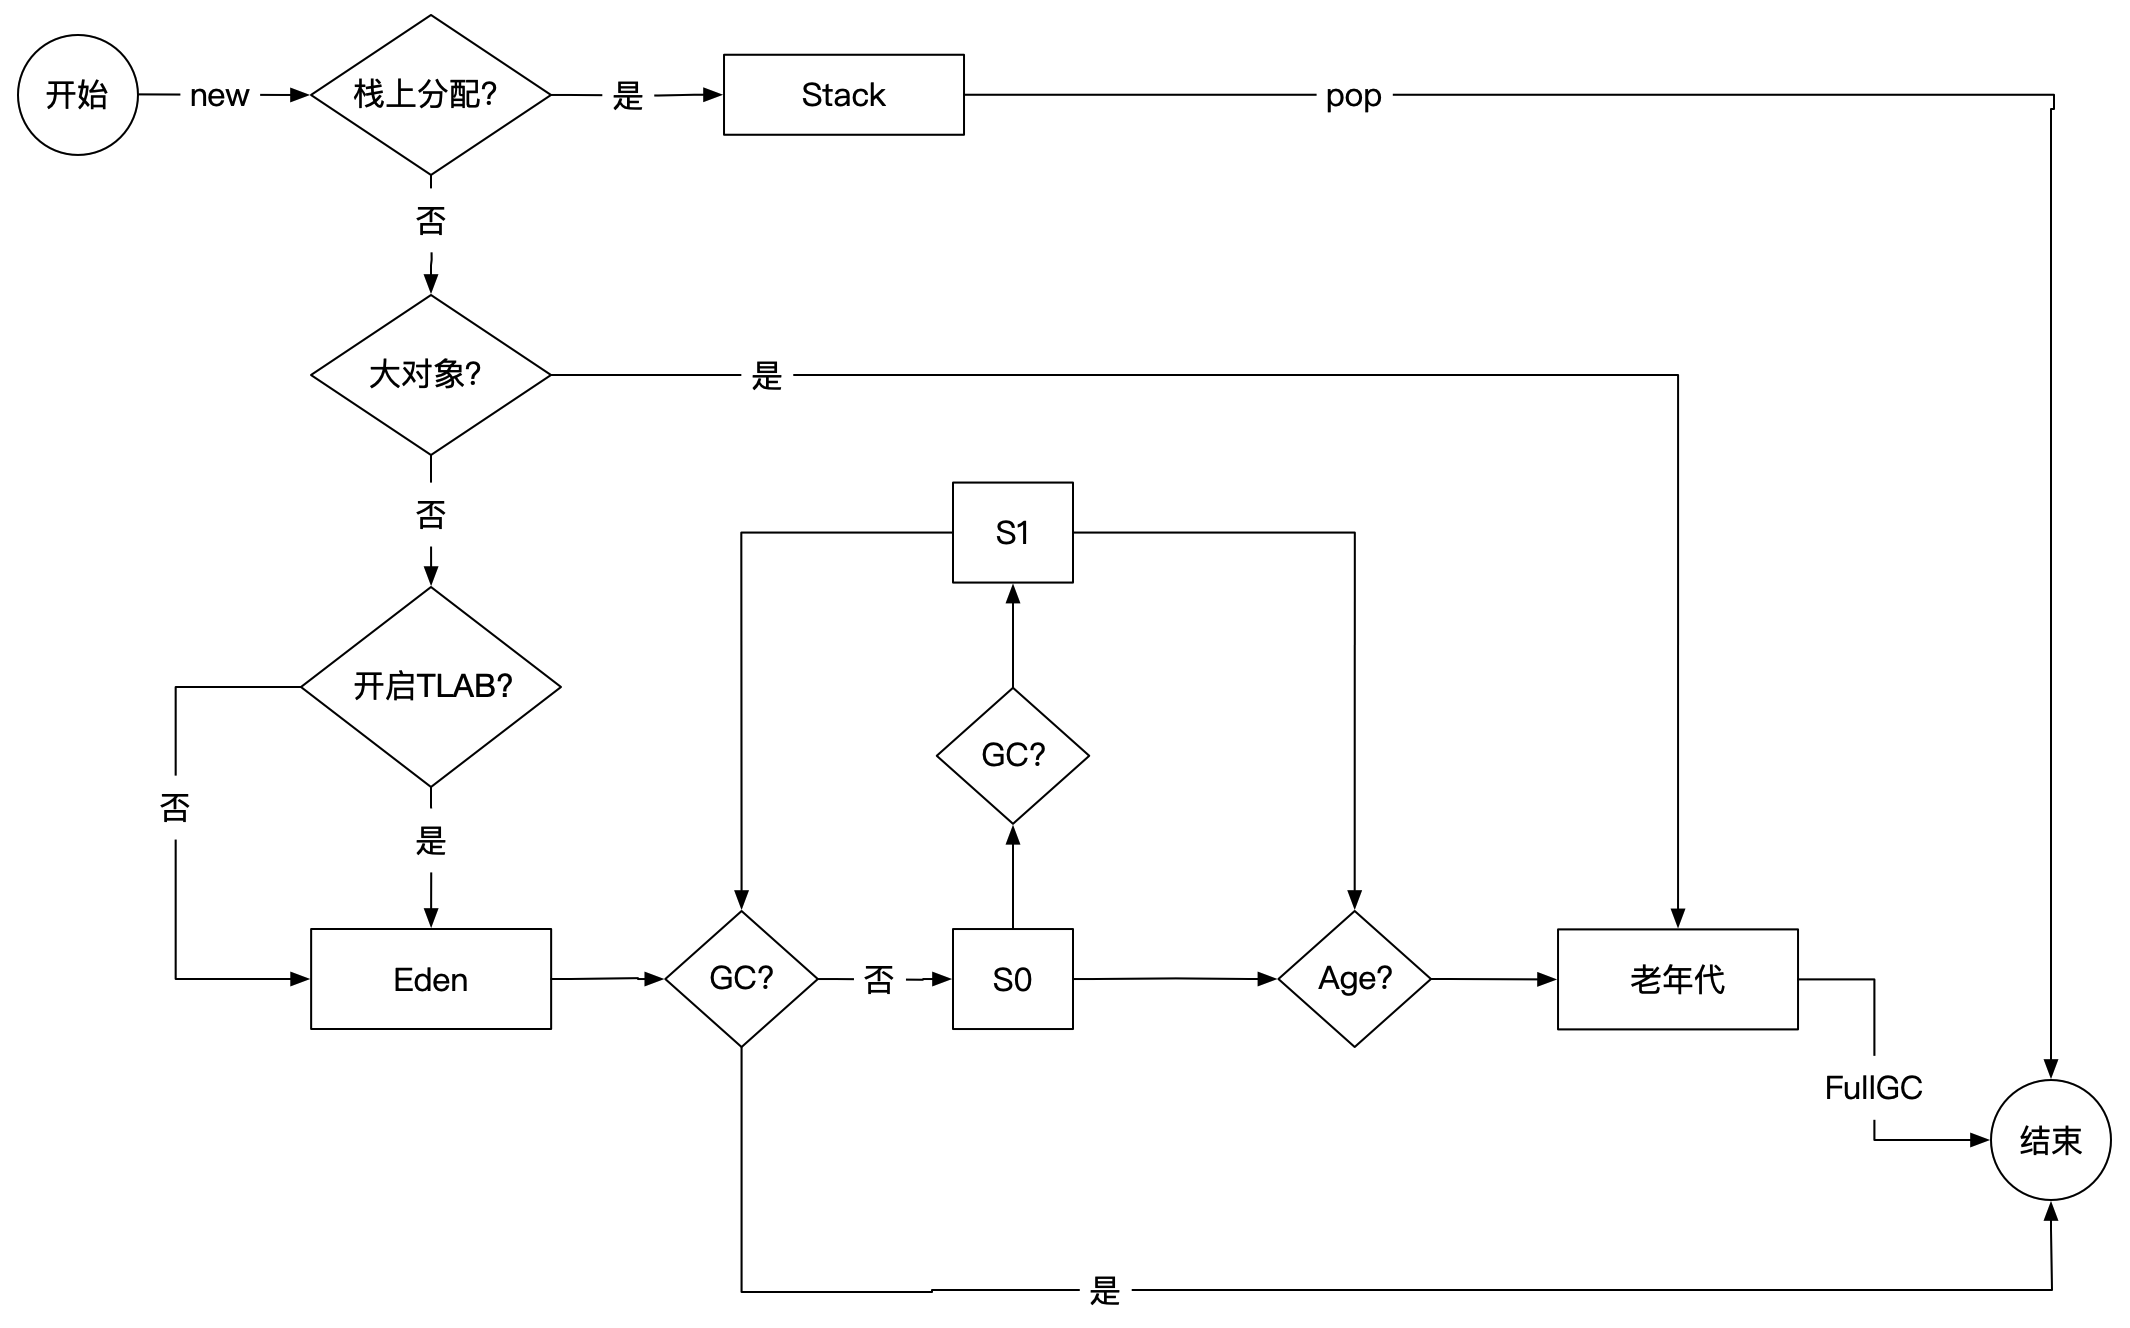 开始
new
栈上分配?
是
Stack
pop
否
大对象?
是
否
S1
开启TLAB?
GC?
否
是
Eden
GC?
否
S0
Age?
老年代
FullGC
结束
是